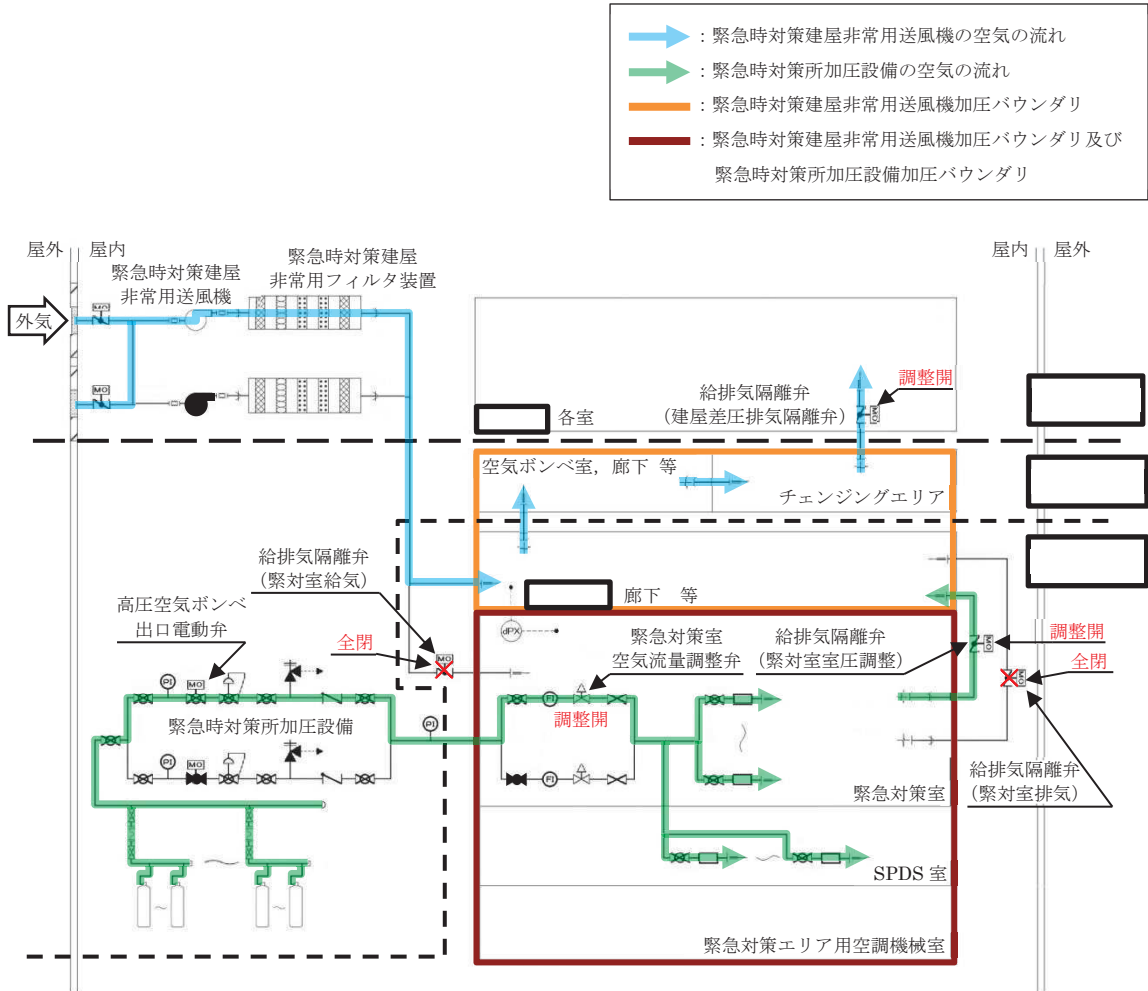 ：緊急時対策建屋非常用送風機の空気の流れ
：緊急時対策所加圧設備の空気の流れ
：緊急時対策建屋非常用送風機加圧バウンダリ
：緊急時対策建屋非常用送風機加圧バウンダリ及び
緊急時対策所加圧設備加圧バウンダリ
屋外
屋内
緊急時対策建屋
非常用送風機
緊急時対策建屋
非常用フィルタ装置
屋内
屋外
外気
MO
MO
給排気隔離弁
（建屋差圧排気隔離弁）
調整開
MO
各室
空気ボンベ室，廊下 等
チェンジングエリア
給排気隔離弁
（緊対室給気）
高圧空気ボンベ
出口電動弁
全閉
MO
廊下 等
dPX
緊急対策室
空気流量調整弁
給排気隔離弁
（緊対室室圧調整）
調整開
MO
全閉
MO
PI
MO
緊急時対策所加圧設備
PI
FI
調整開
PI
MO
FI
給排気隔離弁
（緊対室排気）
緊急対策室
SPDS 室
緊急対策エリア用空調機械室